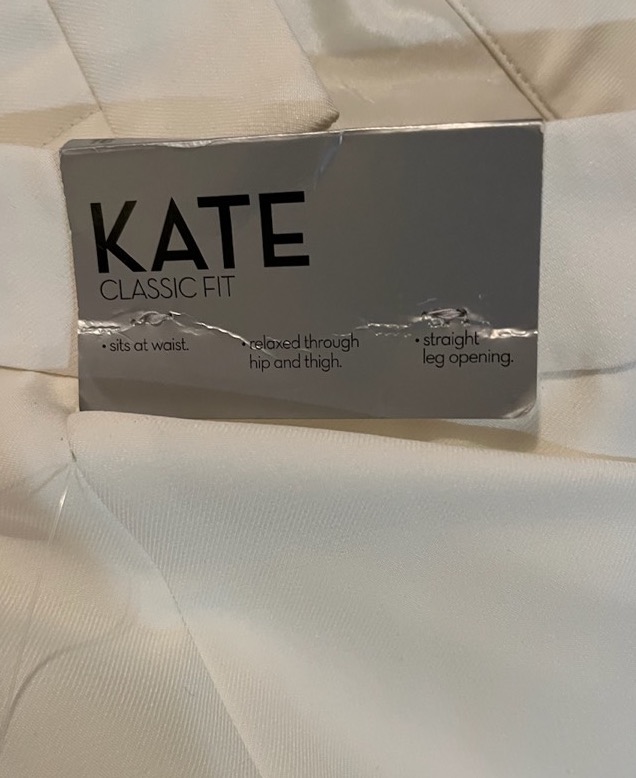 KATE
CLASSIC FIT
• sits at waist.
• relaxed through
hip and thigh.
• straight
leg opening.